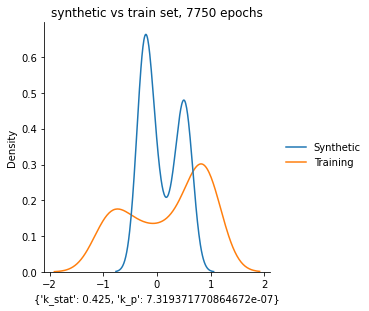 synthetic vs train set, 7750 epochs
0.6
0.5
0.4
0.3
0.2
0.1
0.0
Density
−2
−1
0
1
2
{'k_stat': 0.425, 'k_p': 7.319371770864672e-07}
Synthetic
Training